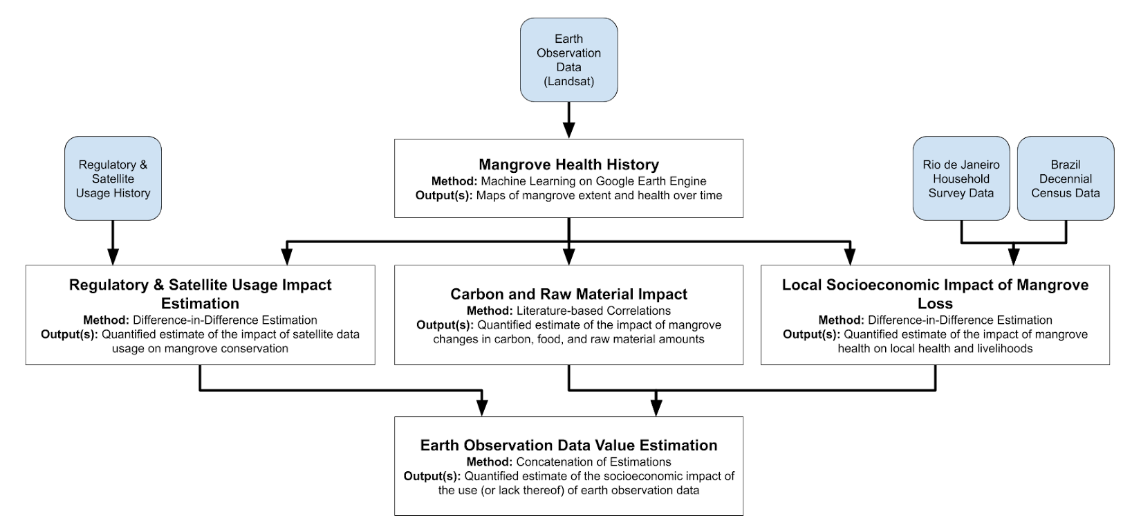 Earth
Observation
Data
(Landsat)
Regulatory &
Satellite
Usage History
Mangrove Health History
Method: Machine Learning on Google Earth Engine
Output(s): Maps of mangrove extent and health over time
Rio de Janeiro
Household
Survey Data
Brazil
Decennial
Census Data
Regulatory & Satellite Usage Impact
Estimation
Method: Difference-in-Difference Estimation
Output(s): Quantified estimate of the impact of satellite data
usage on mangrove conservation
Carbon and Raw Material Impact
Method: Literature-based Correlations
Output(s): Quantified estimate of the impact of mangrove
changes in carbon, food, and raw material amounts
Local Socioeconomic Impact of Mangrove
Loss
Method: Difference-in-Difference Estimation
Output(s): Quantified estimate of the impact of mangrove
health on local health and livelihoods
Earth Observation Data Value Estimation
Method: Concatenation of Estimations
Output(s): Quantified estimate of the socioeconomic impact of
the use (or lack thereof) of earth observation data